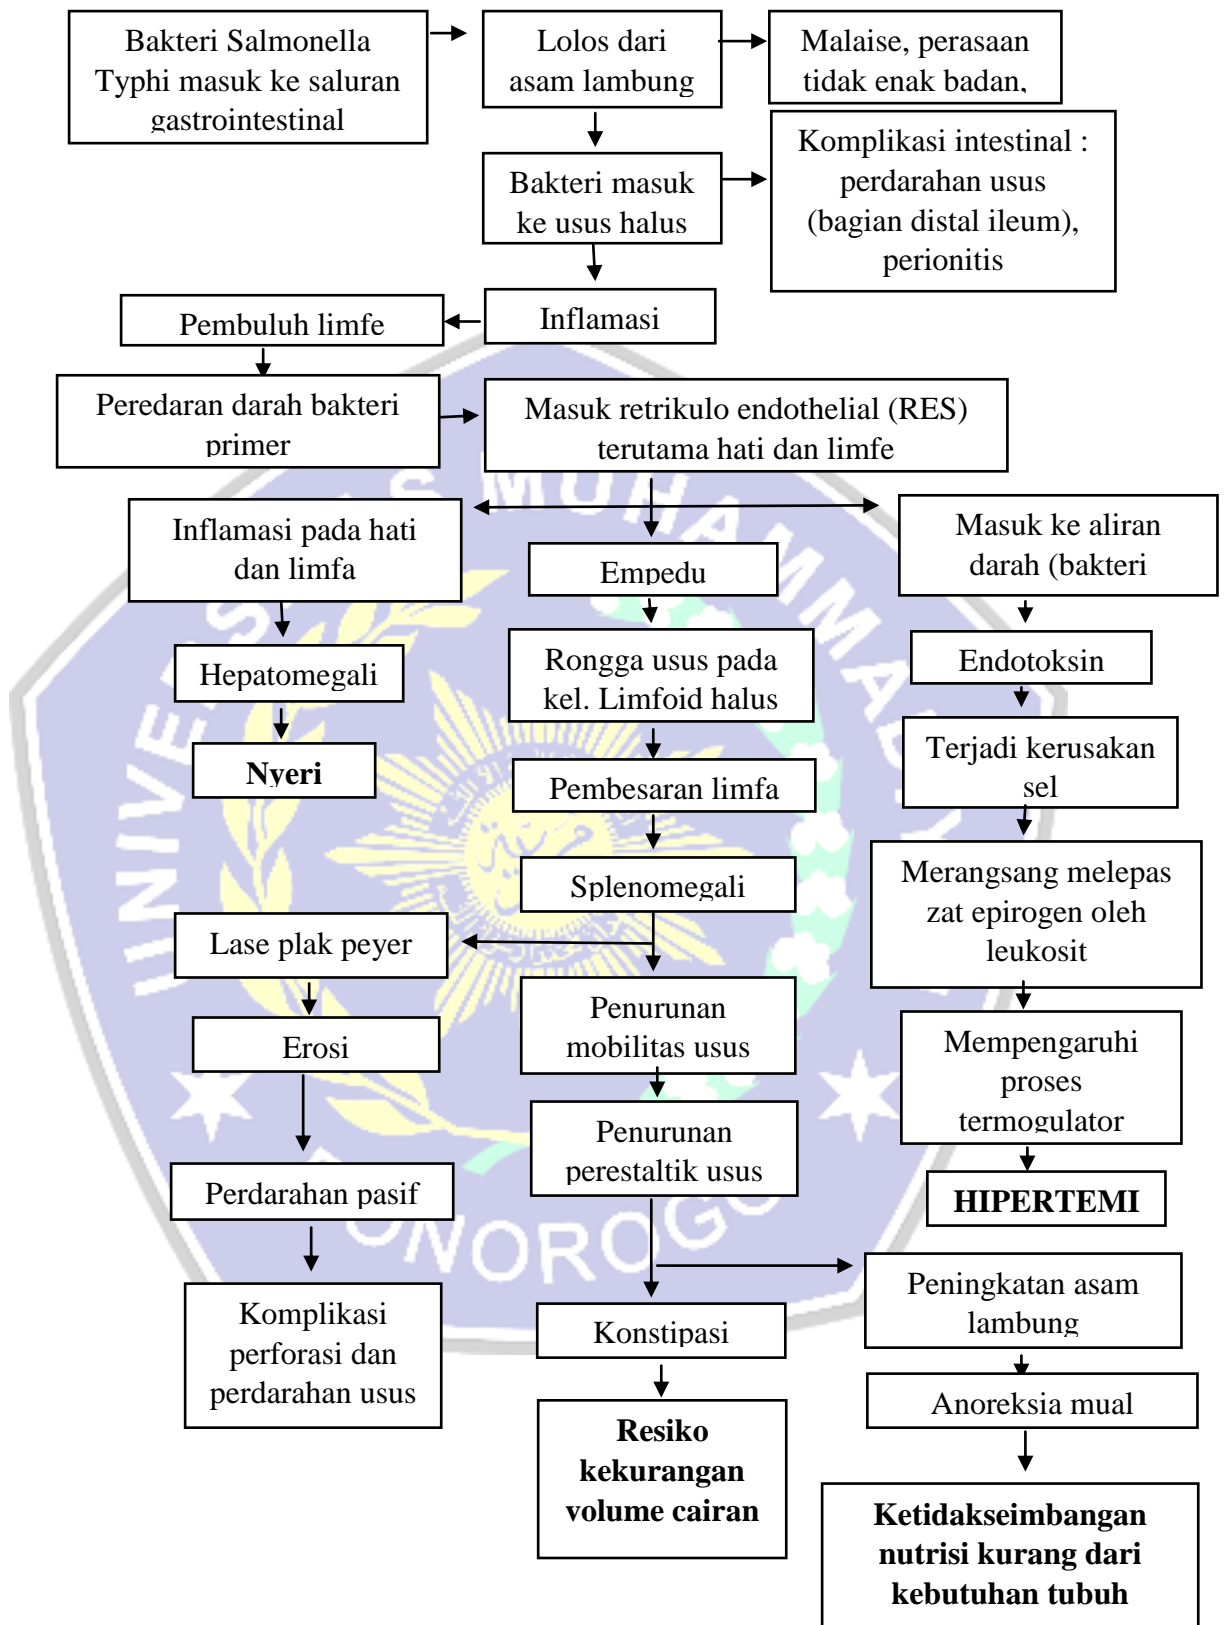 Bakteri Salmonella
Typhi masuk ke saluran
gastrointestinal
Lolos dari
asam lambung
Malaise, perasaan
tidak enak badan,
Bakteri masuk
ke usus halus
Komplikasi intestinal :
perdarahan usus
(bagian distal ileum),
perionitis
Inflamasi
Pembuluh limfe
Peredaran darah bakteri
primer
Masuk retrikulo endothelial (RES)
terutama hati dan limfe
Inflamasi pada hati
dan limfa
Empedu
Masuk ke aliran
darah (bakteri
Hepatomegali
Rongga usus pada
kel. Limfoid halus
Endotoksin
Nyeri
Pembesaran limfa
Terjadi kerusakan
sel
Splenomegali
Merangsang melepas
zat epirogen oleh
leukosit
Lase plak peyer
Penurunan
mobilitas usus
Erosi
Mempengaruhi
proses
termogulator
Penurunan
perestaltik usus
Perdarahan pasif
HIPERTEMI
Komplikasi
perforasi dan
perdarahan usus
Konstipasi
Peningkatan asam
lambung
Anoreksia mual
Resiko
kekurangan
volume cairan
Ketidakseimbangan
nutrisi kurang dari
kebutuhan tubuh
PONOROGO